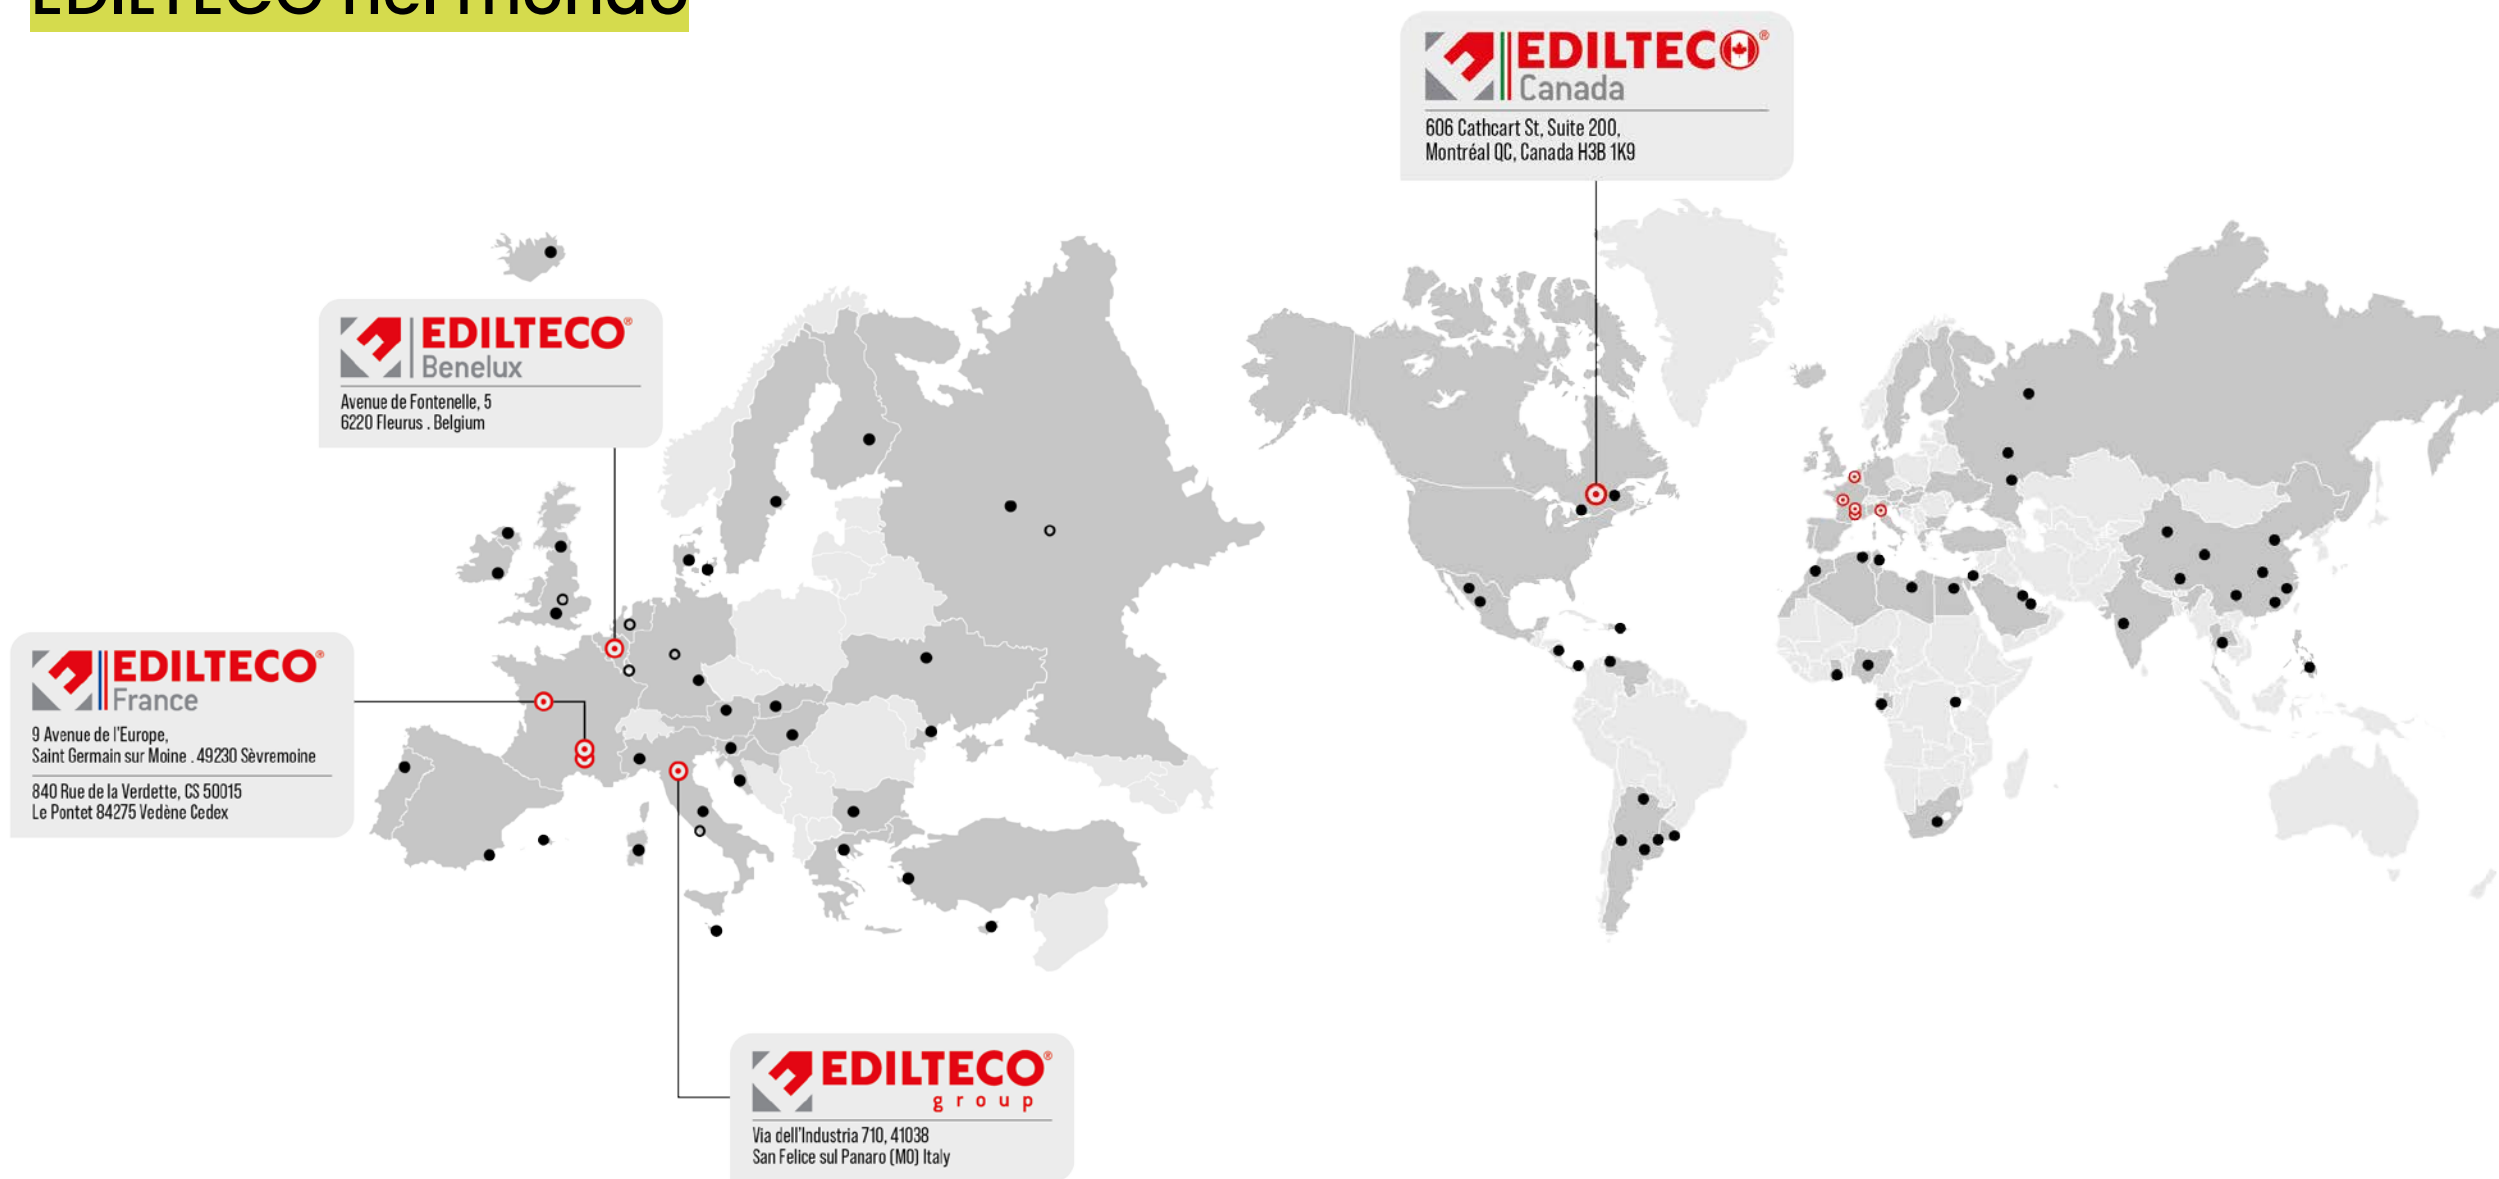 EDILTECO nel mondo
EDILTECO®
Canada
606 Cathcart St, Suite 200,
Montréal QC, Canada H3B 1K9
EDILTECO®
Benelux
Avenue de Fontenelle, 5
6220 Fleurus . Belgium
EDILTECO®
France
9 Avenue de l'Europe,
Saint Germain sur Moine . 49230 Sèvremoine
840 Rue de la Verdette, CS 50015
Le Pontet 84275 Vedène Cedex
EDILTECO®
group
Via dell'Industria 710, 41038
San Felice sul Panaro (MO) Italy